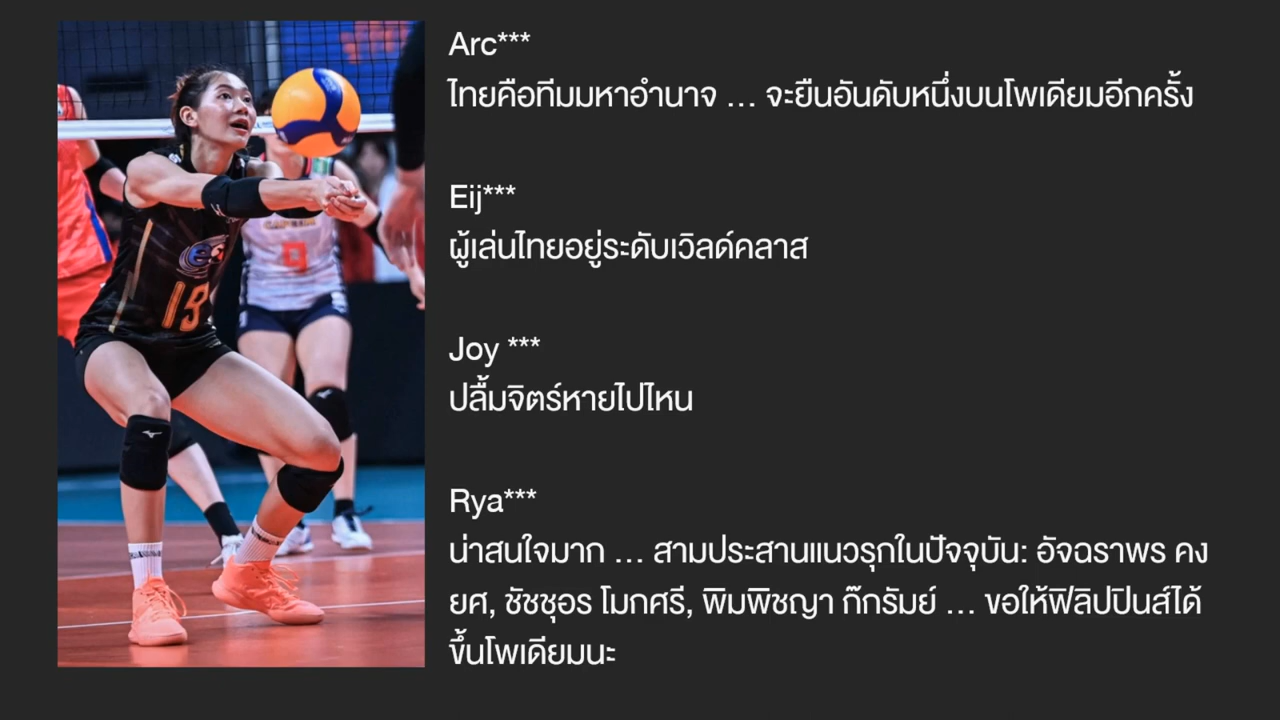 Arc***
ไทยคือทีมมหาอำนาจ ... จะยืนอันดับหนึ่งบนโพเดียมอีกครั้ง
Eij***
ผู้เล่นไทยอยู่ระดับเวิลด์คลาส
Joy ***
ปลื้มจิตร์หายไปไหน
Rya***
น่าสนใจมาก ... สามประสานแนวรุกในปัจจุบัน: อัจฉราพร คง
ยศ, ชัชชุอร โมกศรี, พิมพิชญา ก๊กรัมย์ ... ขอให้ฟิลิปปินส์ได้
ขึ้นโพเดียมนะ
est
19
9